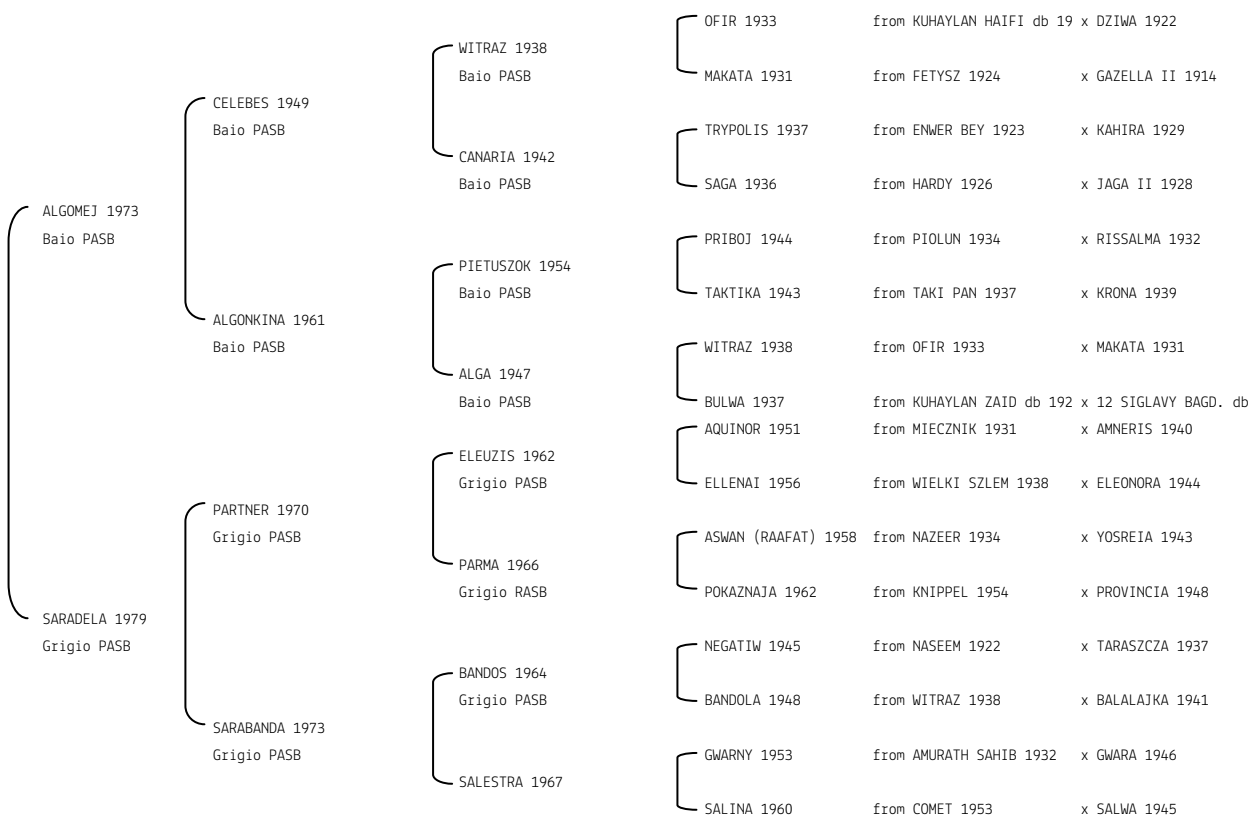 OFIR 1933 from KUHAYLAN HAIFI db 19 x DZIWA 1922
WITRAZ 1938
Baio PASB
MAKATA 1931 from FETYSZ 1924 x GAZELLA II 1914
CELEBES 1949
Baio PASB
TRYPOLIS 1937 from ENWER BEY 1923 x KAHIRA 1929
CANARIA 1942
Baio PASB
SAGA 1936 from HARDY 1926 x JAGA II 1928
ALGOMEJ 1973
Baio PASB
PRIBOJ 1944 from PIOLUN 1934 x RISSALMA 1932
PIETUSZOK 1954
Baio PASB
TAKTIKA 1943 from TAKI PAN 1937 x KRONA 1939
ALGONKINA 1961
Baio PASB
WITRAZ 1938 from OFIR 1933 x MAKATA 1931
ALGA 1947
Baio PASB
BULWA 1937 from KUHAYLAN ZAID db 192 x 12 SIGLAVY BAGD. db
AQUINOR 1951 from MIECZNIK 1931 x AMNERIS 1940
ELEUZIS 1962
Grigio PASB
ELLENAI 1956 from WIELKI SZLEM 1938 x ELEONORA 1944
PARTNER 1970
Grigio PASB
ASWAN (RAAFAT) 1958 from NAZEER 1934 x YOSREIA 1943
PARMA 1966
Grigio RASB
POKAZNAJA 1962 from KNIPPEL 1954 x PROVINCIA 1948
SARADELA 1979
Grigio PASB
NEGATIW 1945 from NASEEM 1922 x TARASZCZA 1937
BANDOS 1964
Grigio PASB
BANDOLA 1948 from WITRAZ 1938 x BALALAJKA 1941
SARABANDA 1973
Grigio PASB
GWARNY 1953 from AMURATH SAHIB 1932 x GWARA 1946
SALESTRA 1967
SALINA 1960 from COMET 1953 x SALWA 1945